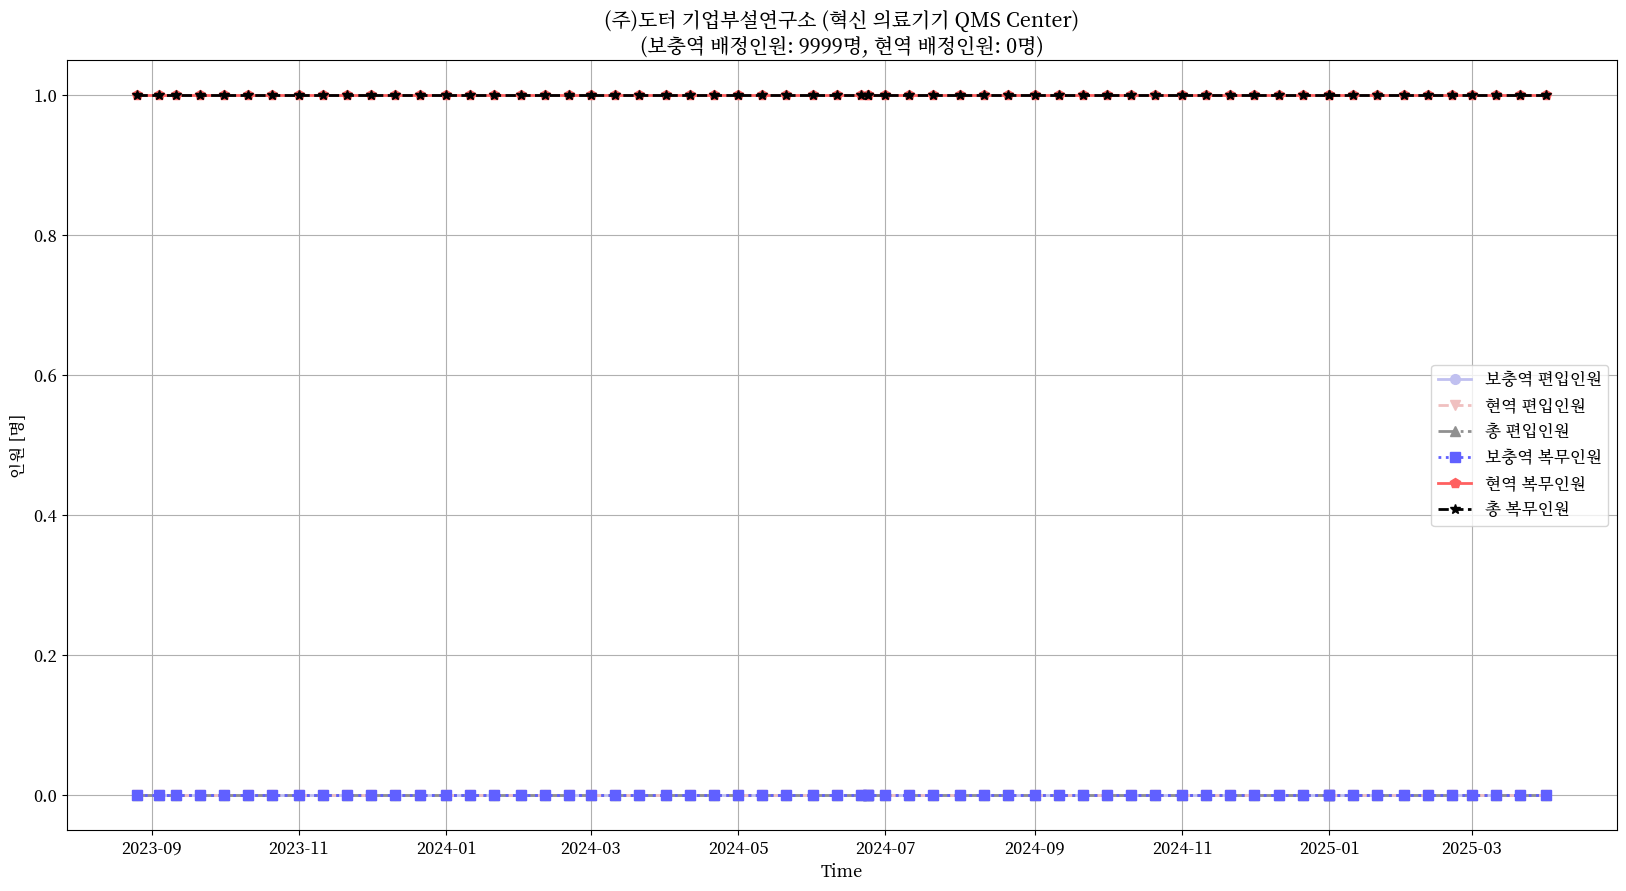 (주)도터 기업부설연구소 (혁신 의료기기 QMS Center)
(보충역 배정인원: 9999명, 현역 배정인원: 0명)
1.0
0.8
0.6
0.4
0.2
0.0
인원 [명]
보충역 편입인원
현역 편입인원
총 편입인원
보충역 복무인원
현역 복무인원
총 복무인원
2023-09
2023-11
2024-01
2024-03
2024-05
2024-07
2024-09
2024-11
2025-01
2025-03
Time